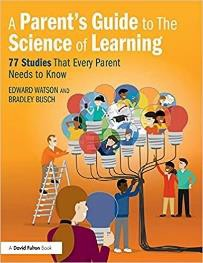 A Parent's Guide to The
Science of Learning
77 Studies That Every Parent
Needs to Know
EDWARD WATSON AND
BRADLEY BUSCH
A David Fulton Book